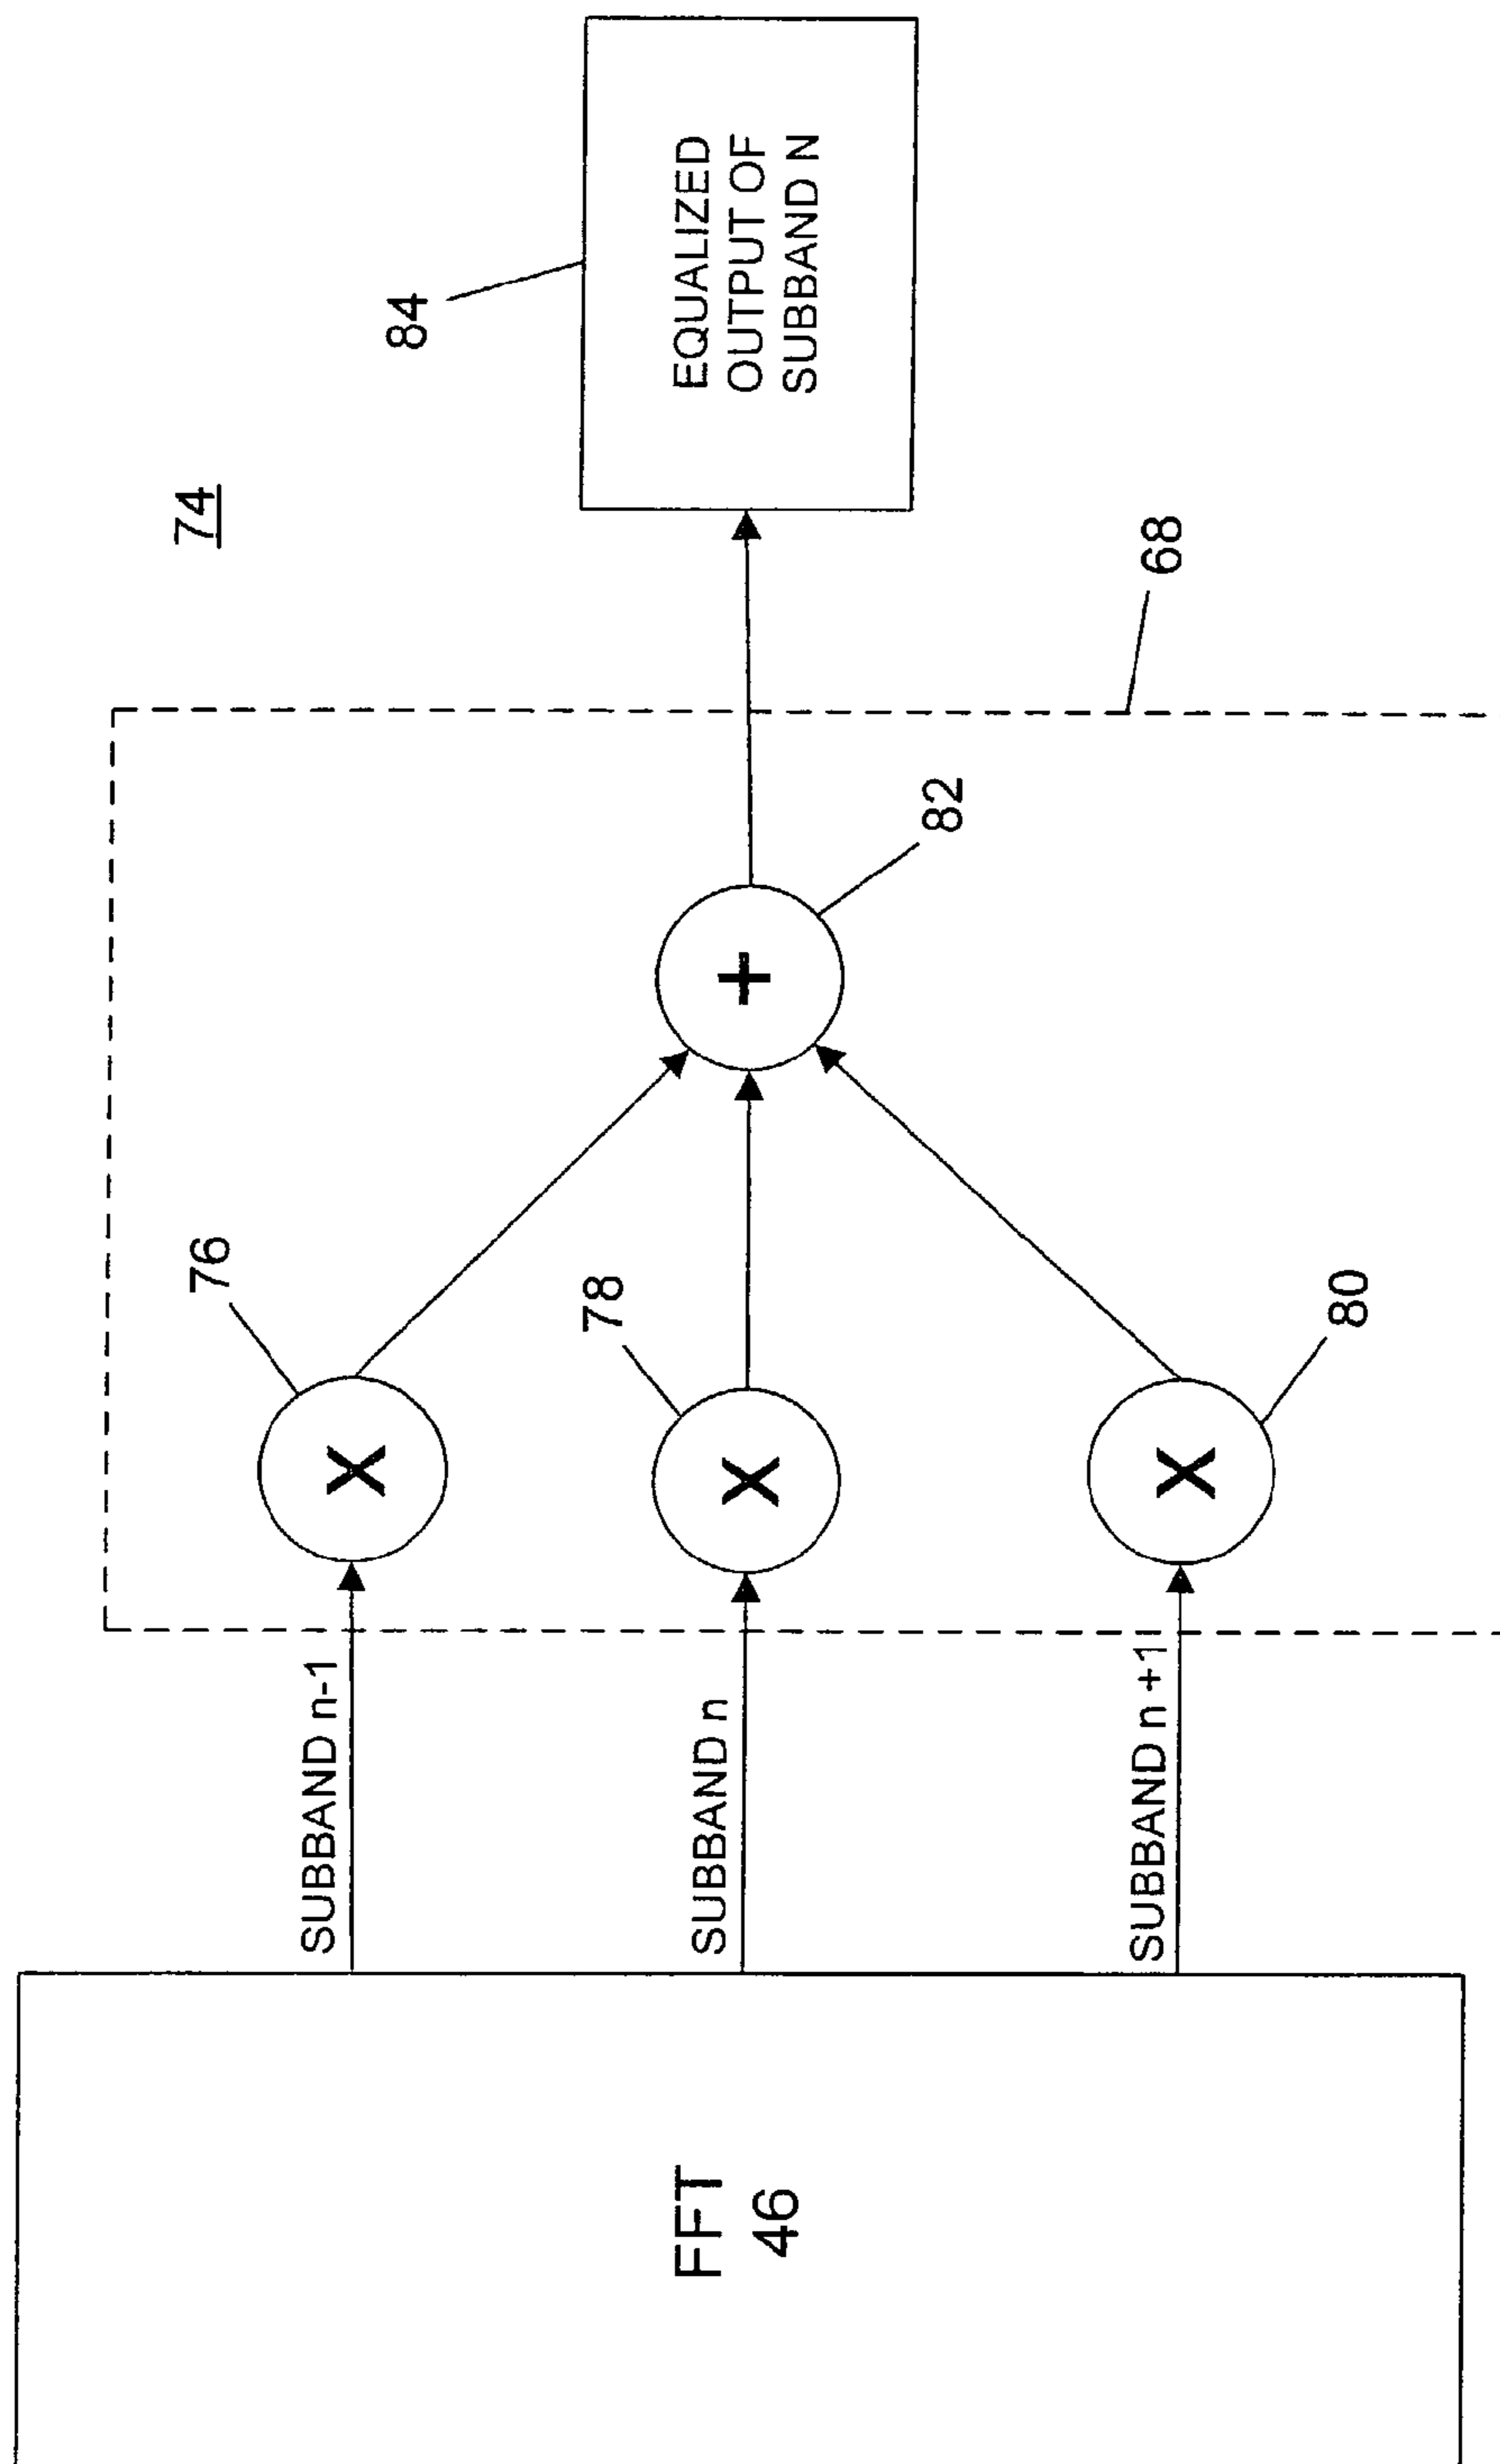 74
FFT
46
SUBBAND n-1
SUBBAND n
SUBBAND n +1
76
X
78
X
80
X
+
82
68
84
EQUALIZED
OUTPUT OF
SUBBAND N